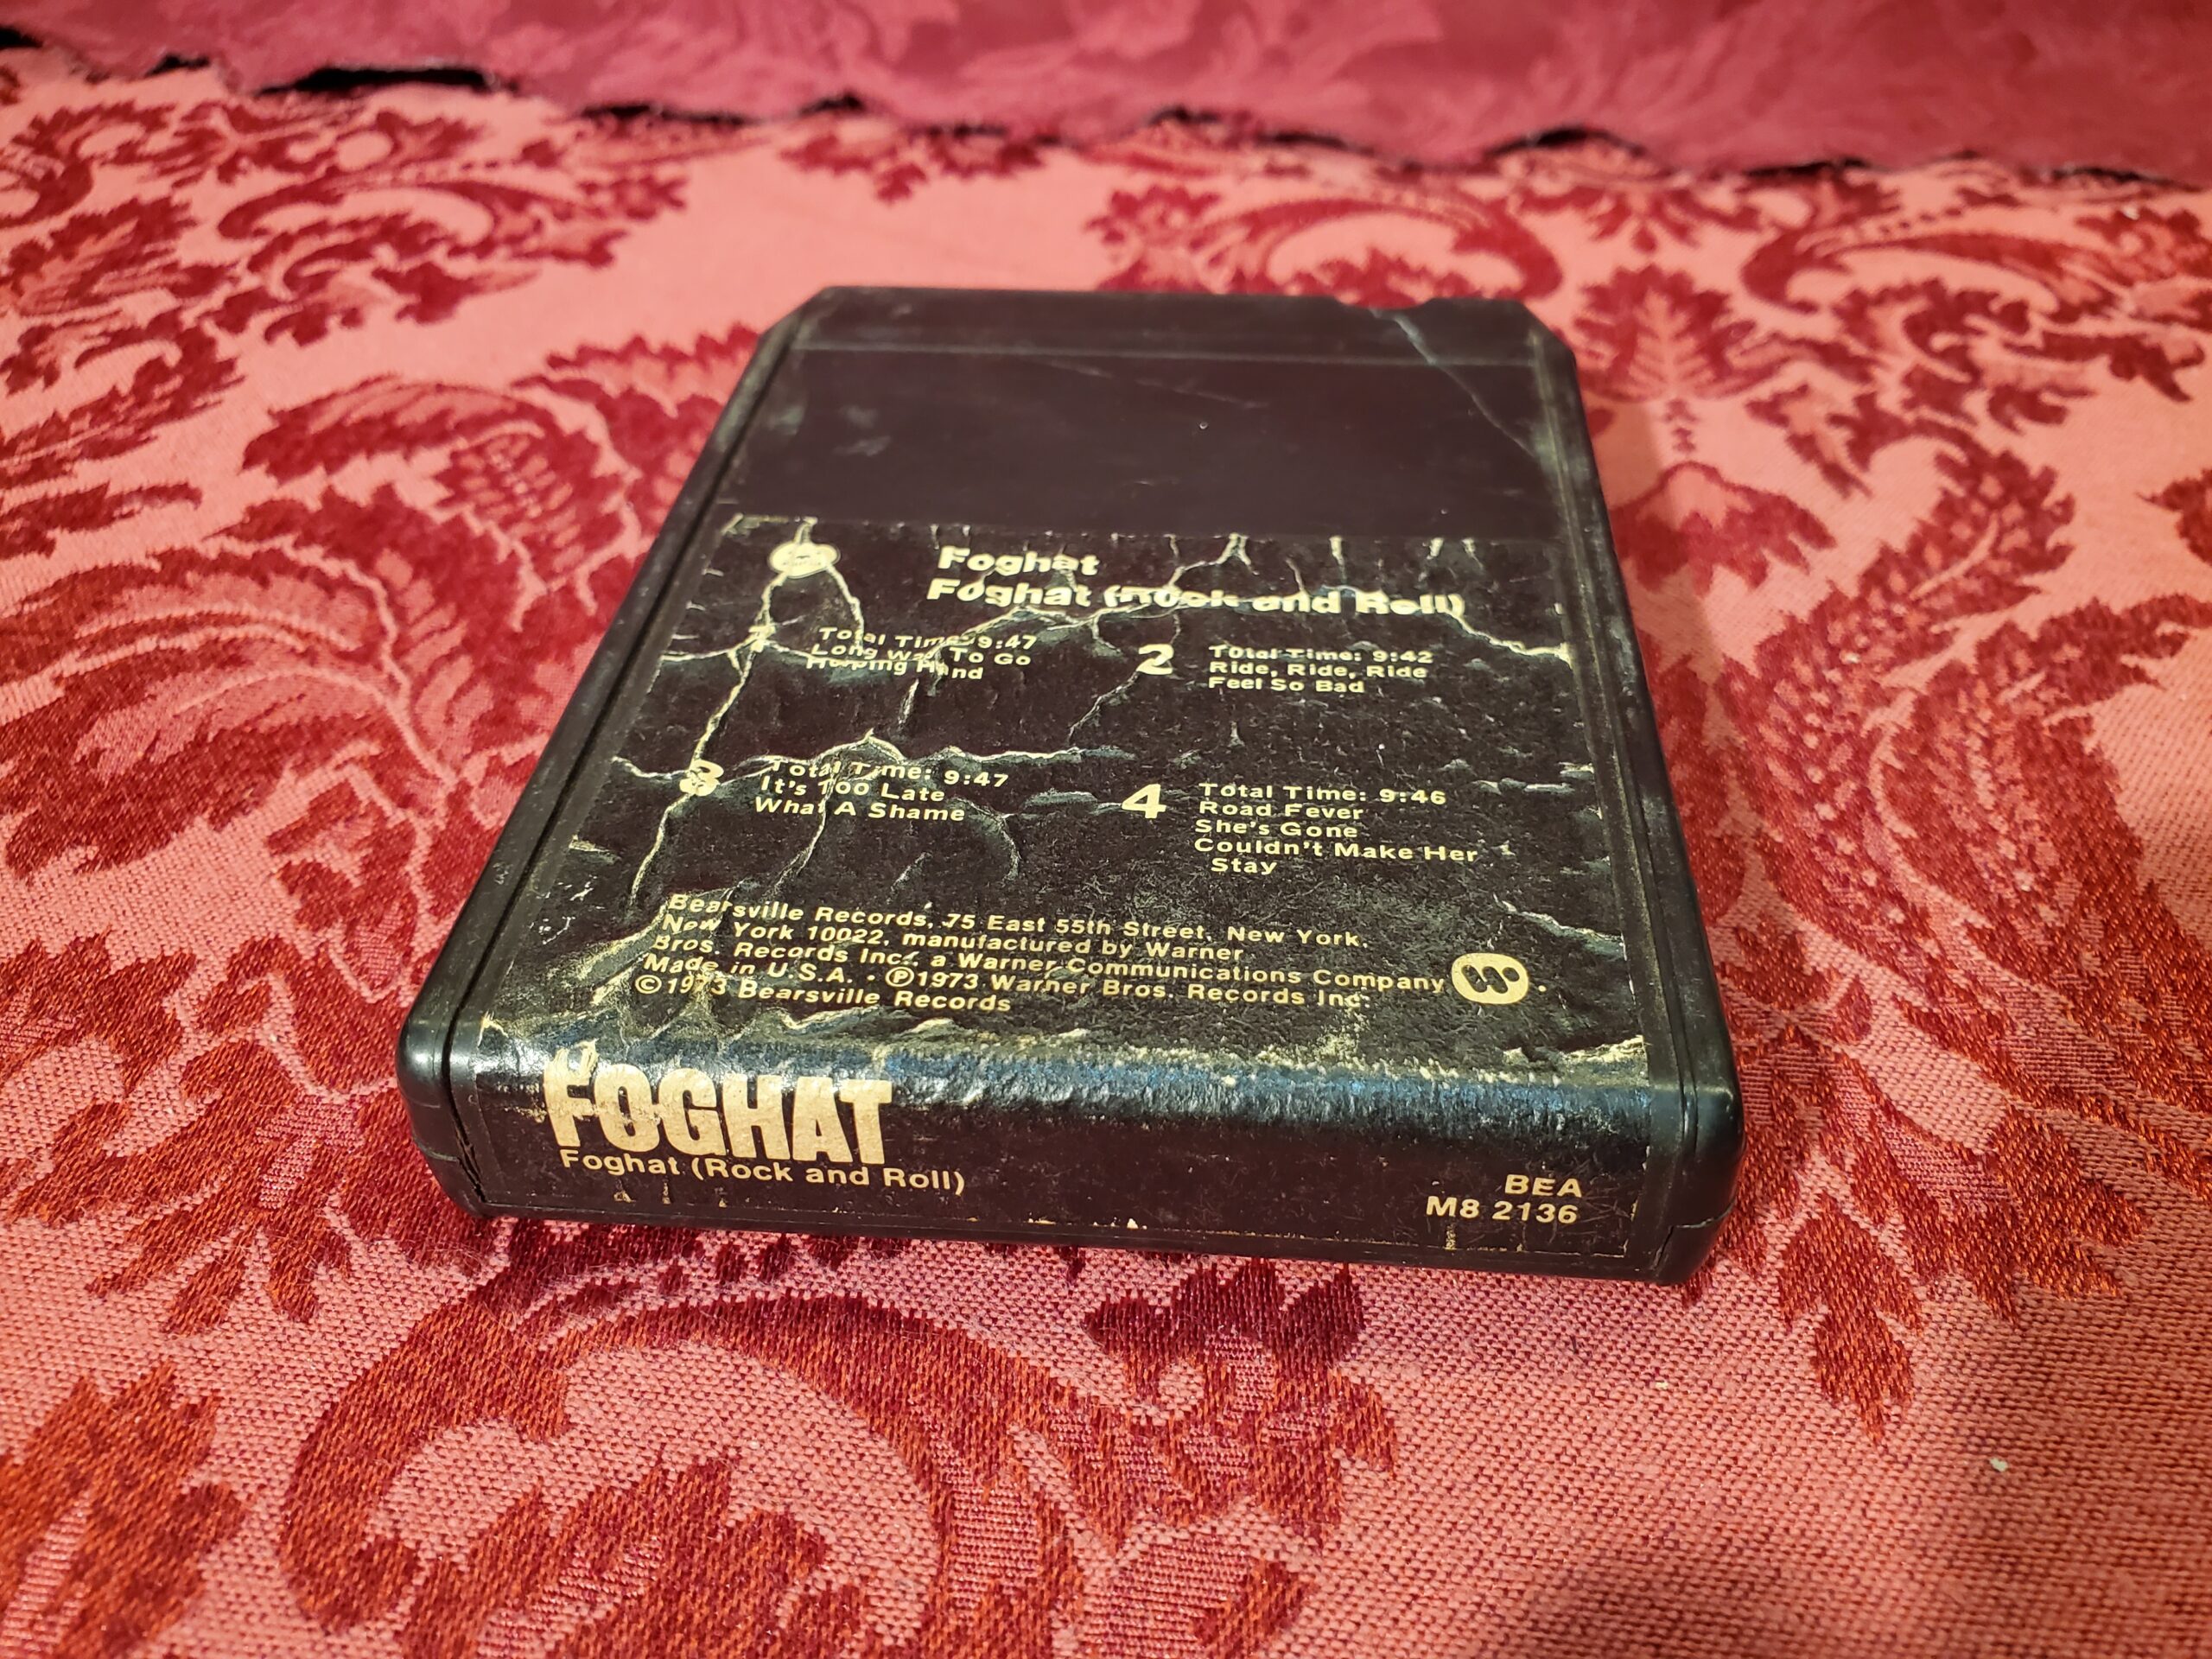 Foghat
Foghat (Rock and Roll)
1
Total Time: 9:47
Long Way To Go
Helping Hand
2
Total Time: 9:42
Ride, Ride, Ride
Feel So Bad
3
Total Time: 9:47
It's Too Late
What A Shame
4
Total Time: 9:46
Road Fever
She's Gone
Couldn't Make Her
Stay
Bearsville Records, 75 East 55th Street, New York,
New York 10022, manufactured by Warner
Bros. Records Inc., a Warner Communications Company
Made in U.S.A. • ℗1973 Warner Bros. Records Inc.
©1973 Bearsville Records
FOGHAT
Foghat (Rock and Roll)
BEA
M8 2136